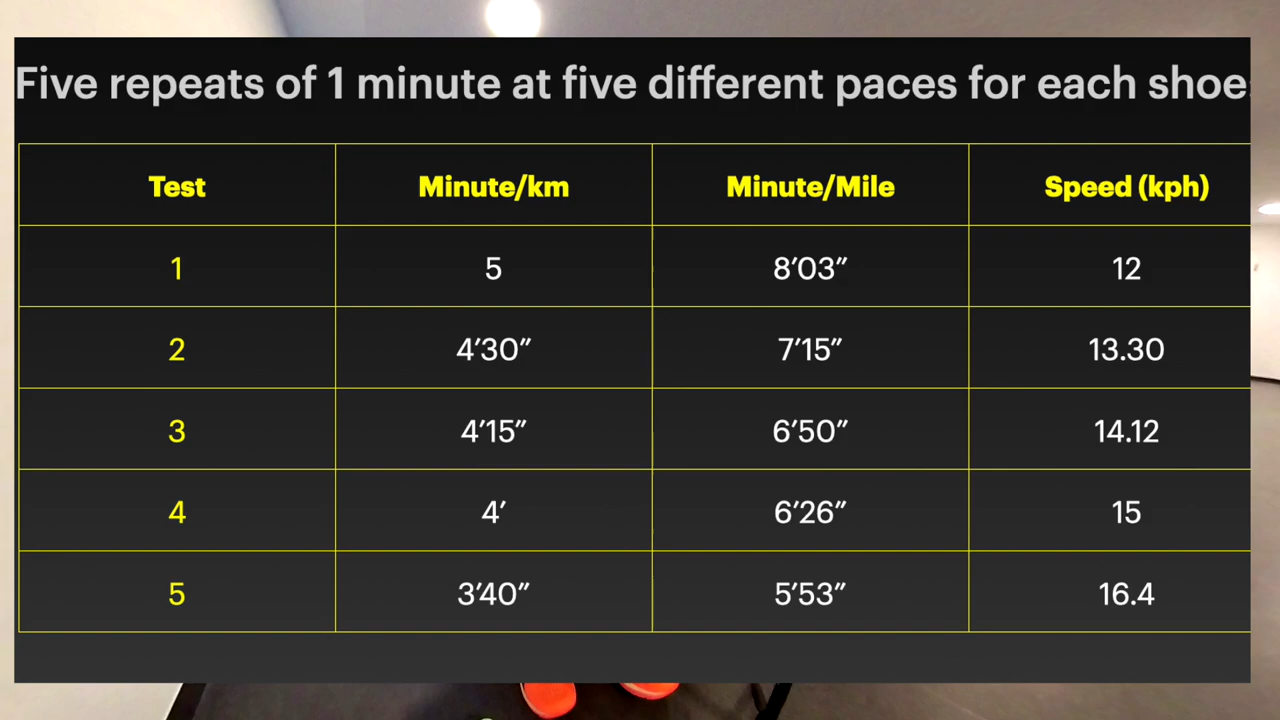 Five repeats of 1 minute at five different paces for each shoe
Test Minute/km Minute/Mile Speed (kph)
1 5 8’03” 12
2 4’30” 7’15” 13.30
3 4’15” 6’50” 14.12
4 4’ 6’26” 15
5 3’40” 5’53” 16.4